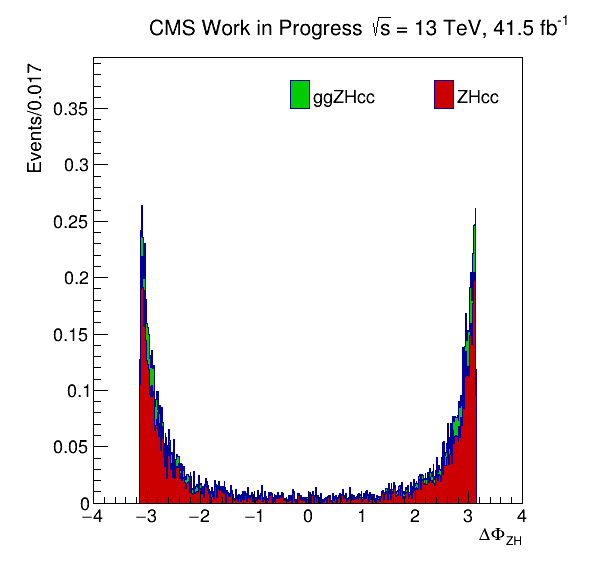 CMS Work in Progress √s = 13 TeV, 41.5 fb⁻¹
Events/0.017
ggZHcc ZHcc
0.35
0.3
0.25
0.2
0.15
0.1
0.05
0
−4 −3 −2 −1 0 1 2 3 4
ΔΦ_ZH